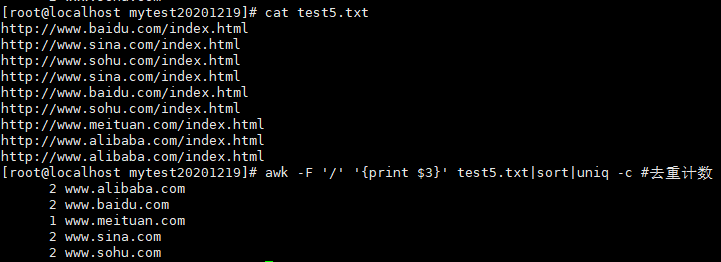 [root@localhost mytest20201219]# cat test5.txt
http://www.baidu.com/index.html
http://www.sina.com/index.html
http://www.sohu.com/index.html
http://www.sina.com/index.html
http://www.baidu.com/index.html
http://www.sohu.com/index.html
http://www.meituan.com/index.html
http://www.alibaba.com/index.html
http://www.alibaba.com/index.html
[root@localhost mytest20201219]# awk -F '/' '{print $3}' test5.txt|sort|uniq -c #去重计数
2 www.alibaba.com
2 www.baidu.com
1 www.meituan.com
2 www.sina.com
2 www.sohu.com